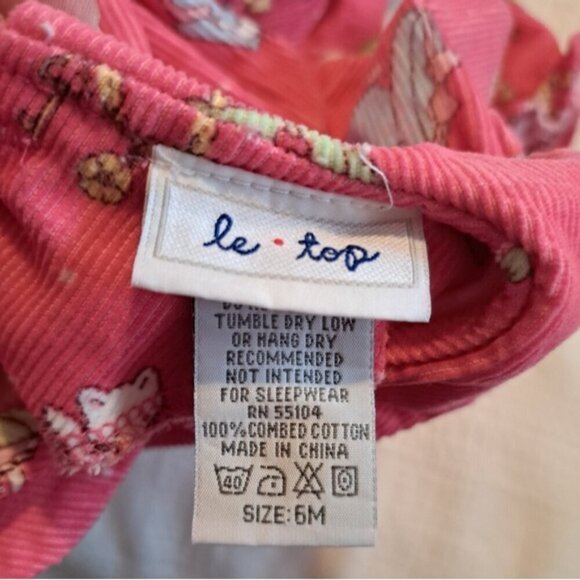 le • top
TUMBLE DRY LOW
OR HANG DRY
RECOMMENDED
NOT INTENDED
FOR SLEEPWEAR
RN 55104
100% COMBED COTTON
MADE IN CHINA
40
SIZE: 6M